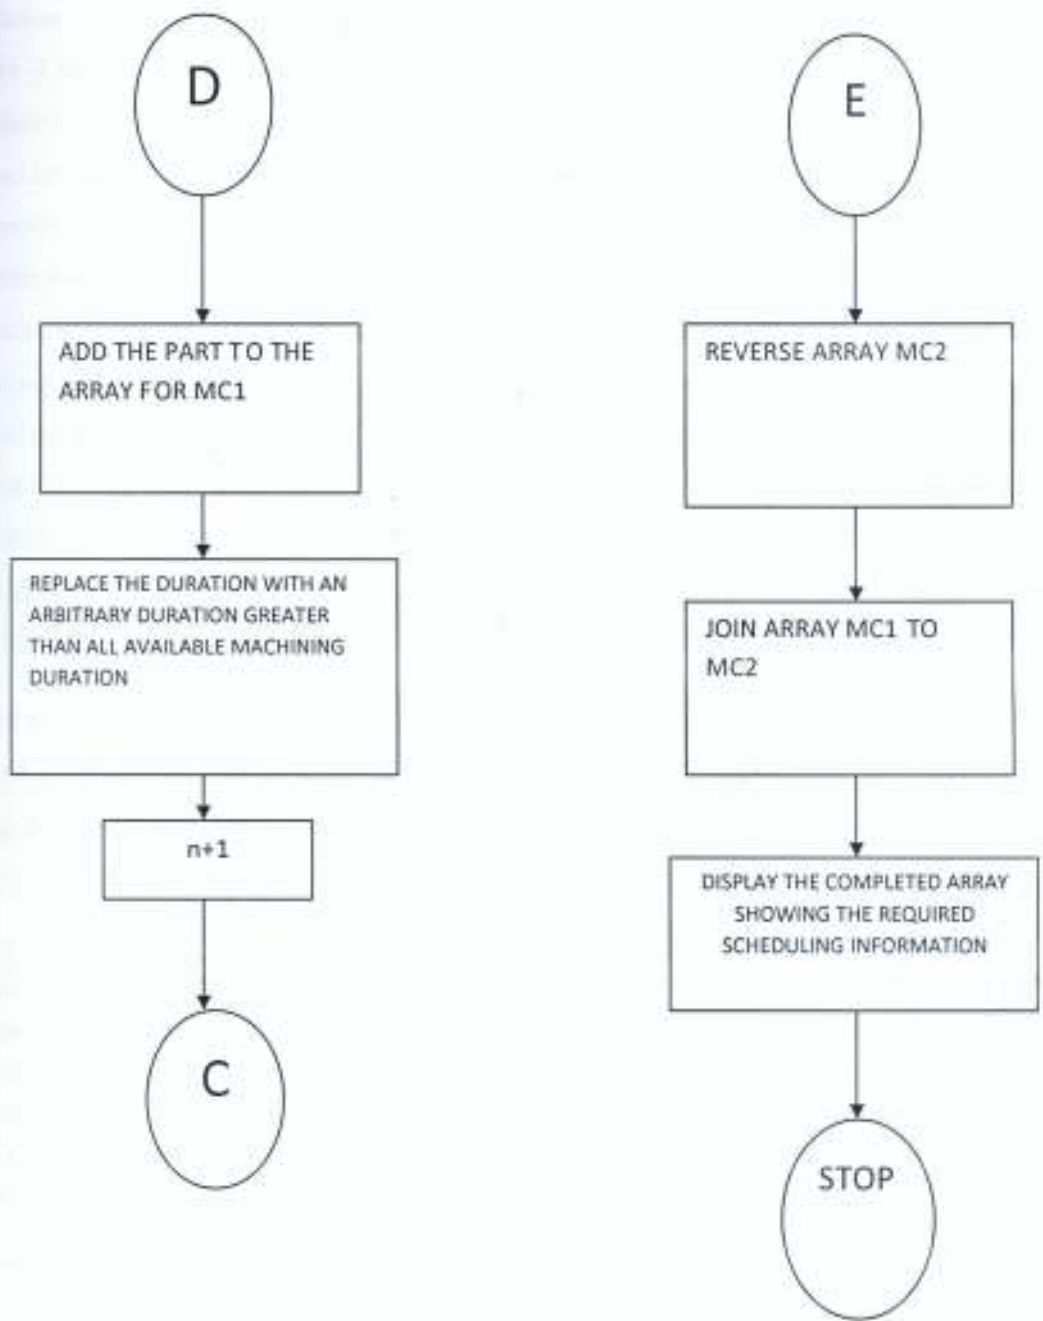 D
ADD THE PART TO THE
ARRAY FOR MC1
REPLACE THE DURATION WITH AN
ARBITRARY DURATION GREATER
THAN ALL AVAILABLE MACHINING
DURATION
n+1
C
E
REVERSE ARRAY MC2
JOIN ARRAY MC1 TO
MC2
DISPLAY THE COMPLETED ARRAY
SHOWING THE REQUIRED
SCHEDULING INFORMATION
STOP